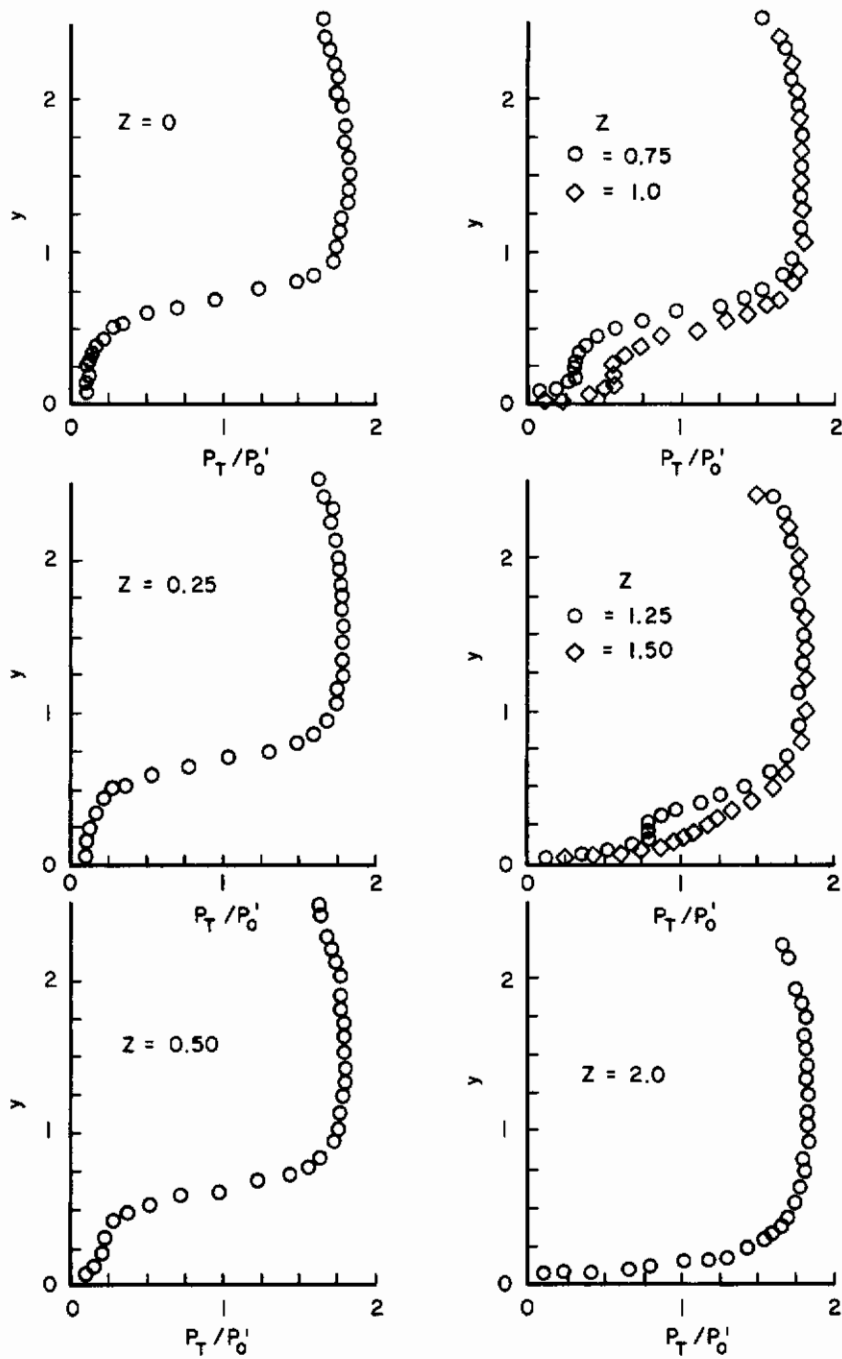 2
Z = 0
y
1
0
0 1 2
P_T/P_0'
2
Z
= 0.75
= 1.0
y
1
0
0 1 2
P_T/P_0'
2
Z = 0.25
y
1
0
0 1 2
P_T/P_0'
2
Z
= 1.25
= 1.50
y
1
0
0 1 2
P_T/P_0'
2
Z = 0.50
y
1
0
0 1 2
P_T/P_0'
2
Z = 2.0
y
1
0
0 1 2
P_T/P_0'